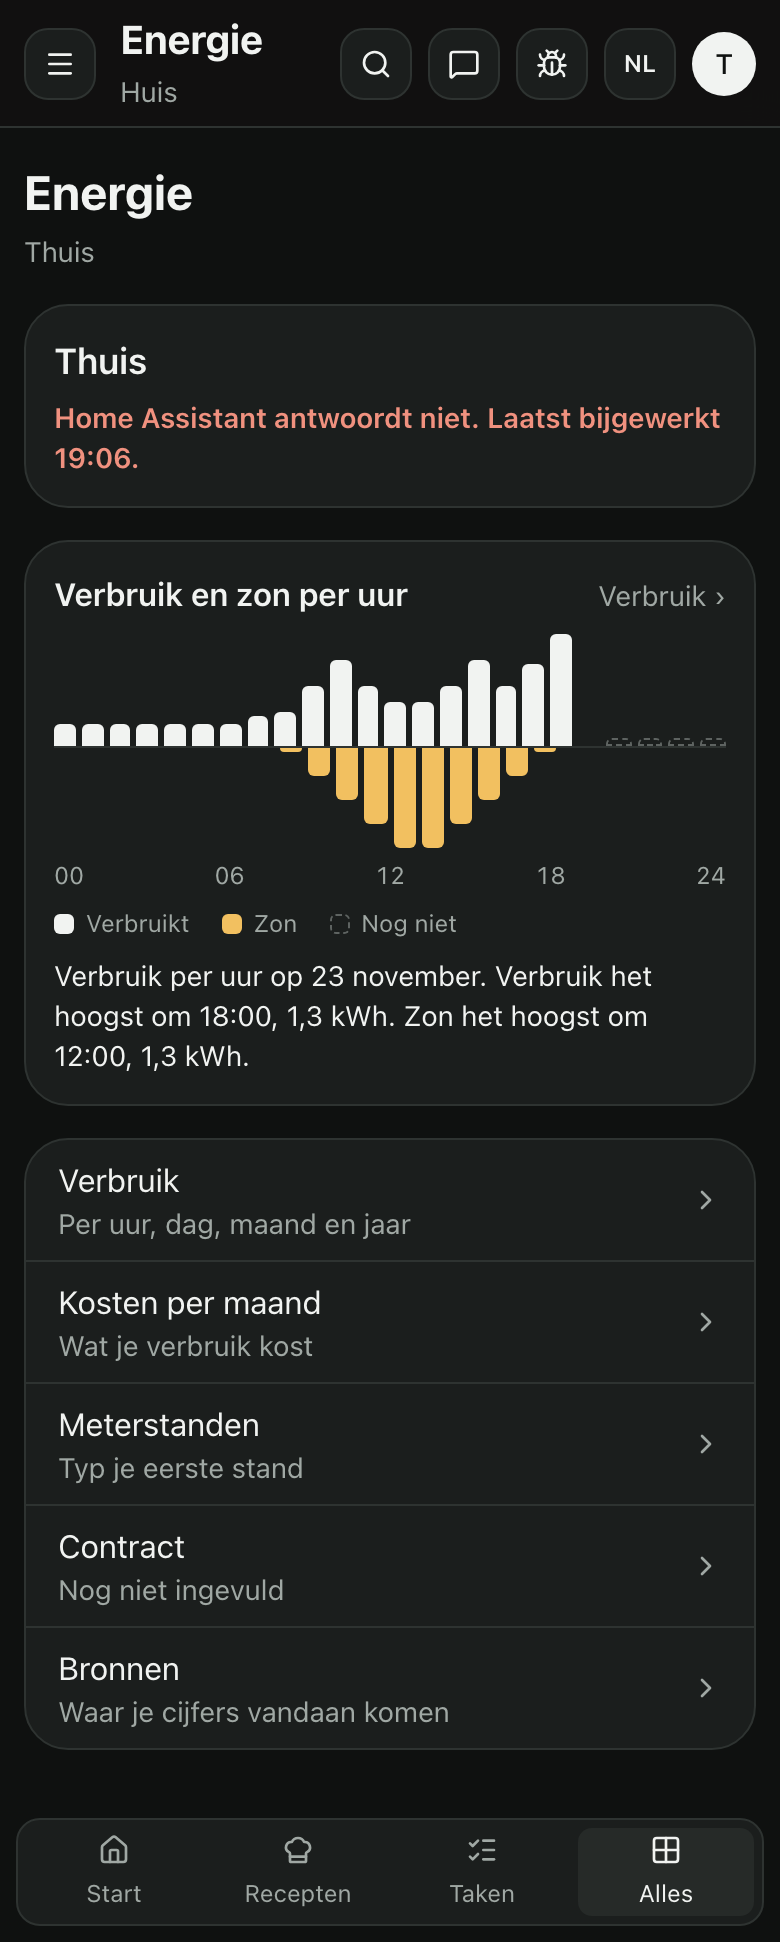 Energie
Huis
NL
T
Energie
Thuis
Thuis
Home Assistant antwoordt niet. Laatst bijgewerkt
19:06.
Verbruik en zon per uur
Verbruik ›
00 06 12 18 24
Verbruikt Zon Nog niet
Verbruik per uur op 23 november. Verbruik het
hoogst om 18:00, 1,3 kWh. Zon het hoogst om
12:00, 1,3 kWh.
Verbruik
Per uur, dag, maand en jaar
Kosten per maand
Wat je verbruik kost
Meterstanden
Typ je eerste stand
Contract
Nog niet ingevuld
Bronnen
Waar je cijfers vandaan komen
Start Recepten Taken Alles